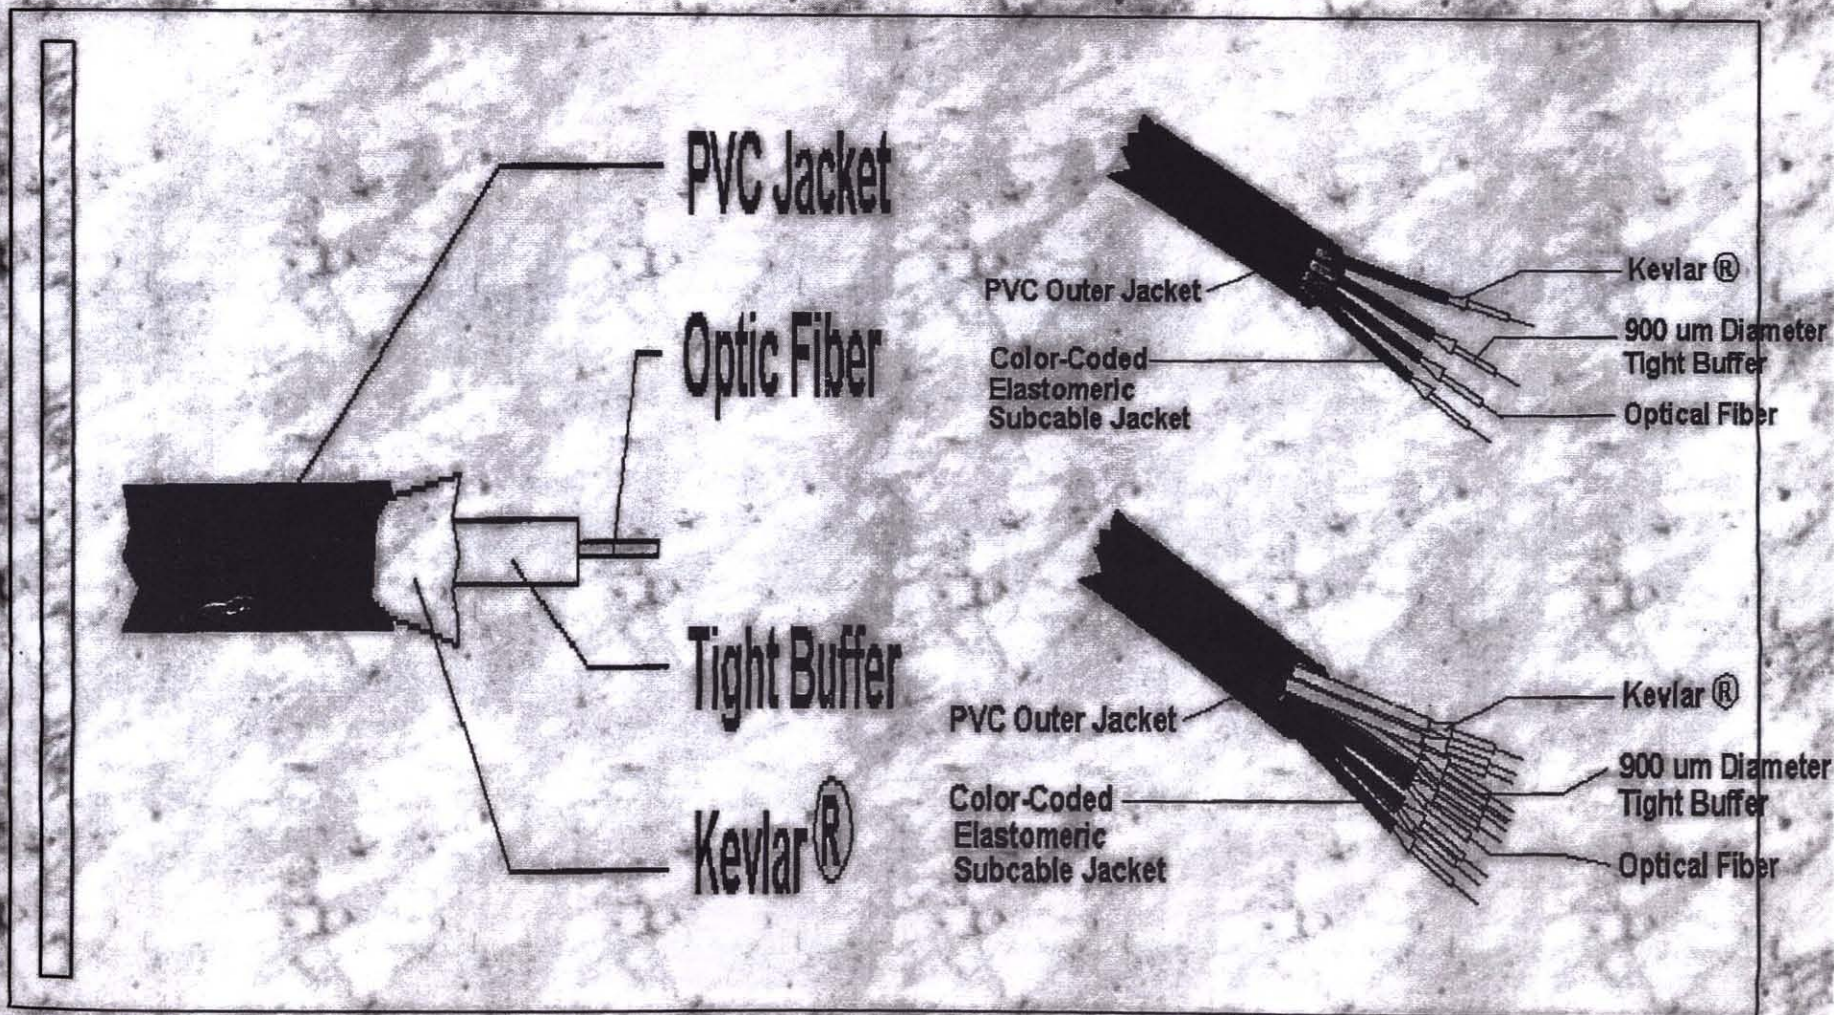 PVC Jacket
Optic Fiber
Tight Buffer
Kevlar®
PVC Outer Jacket
Color-Coded
Elastomeric
Subcable Jacket
Kevlar ®
900 um Diameter
Tight Buffer
Optical Fiber
PVC Outer Jacket
Color-Coded
Elastomeric
Subcable Jacket
Kevlar ®
900 um Diameter
Tight Buffer
Optical Fiber